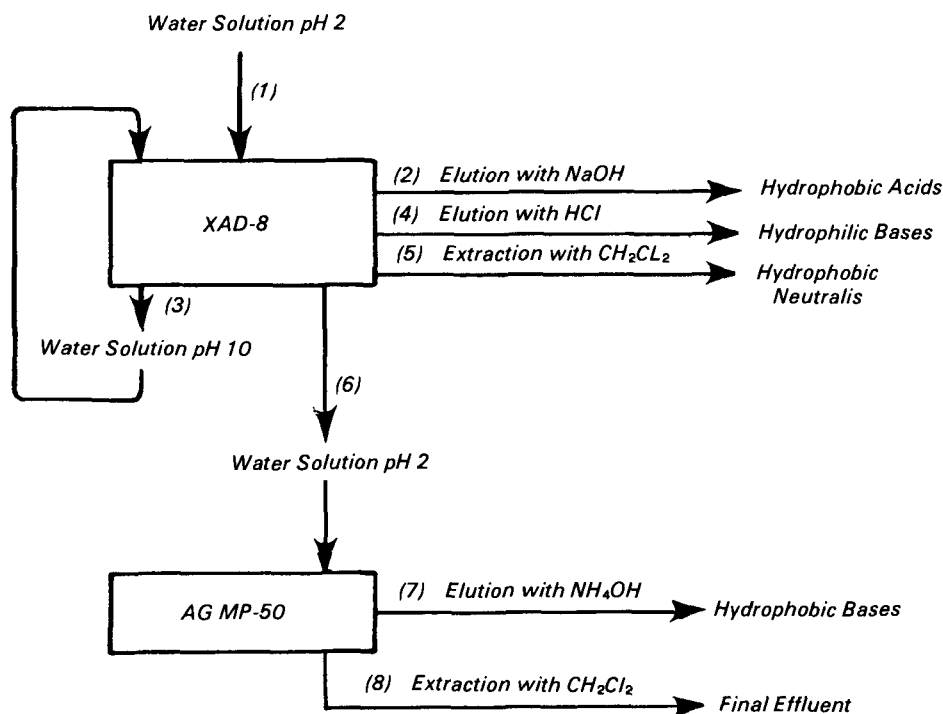 Water Solution pH 2
(1)
(2) Elution with NaOH
Hydrophobic Acids
XAD-8
(4) Elution with HCl
Hydrophilic Bases
(5) Extraction with CH₂CL₂
Hydrophobic
Neutralis
(3)
Water Solution pH 10
(6)
Water Solution pH 2
AG MP-50
(7) Elution with NH₄OH
Hydrophobic Bases
(8) Extraction with CH₂Cl₂
Final Effluent